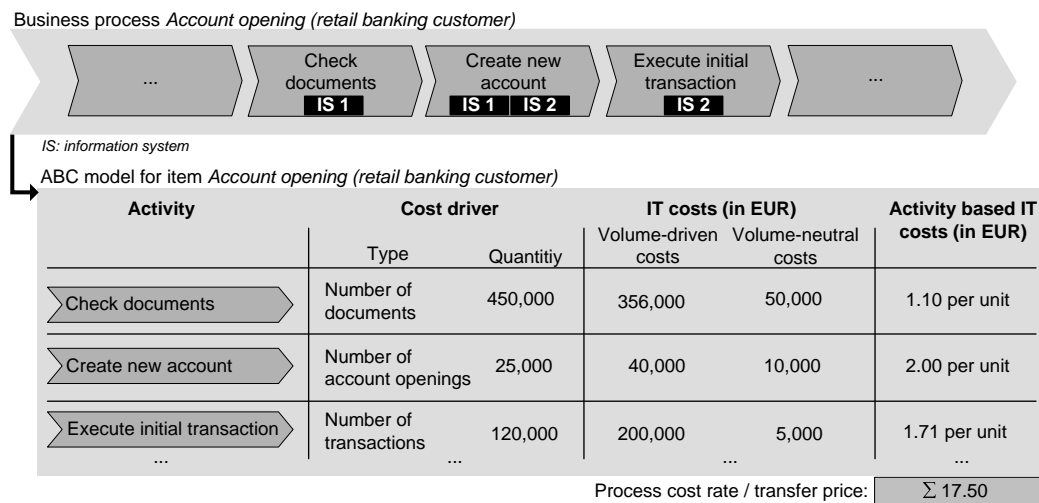 Business process Account opening (retail banking customer)
...
Check
documents
IS 1
Create new
account
IS 1 IS 2
Execute initial
transaction
IS 2
...
IS: information system
ABC model for item Account opening (retail banking customer)
Activity Cost driver IT costs (in EUR) Activity based IT
costs (in EUR)
Type Quantitiy Volume-driven
costs Volume-neutral
costs
Check documents Number of
documents 450,000 356,000 50,000 1.10 per unit
Create new account Number of
account openings 25,000 40,000 10,000 2.00 per unit
Execute initial transaction Number of
transactions 120,000 200,000 5,000 1.71 per unit
... ... ... ...
Process cost rate / transfer price: ∑ 17.50